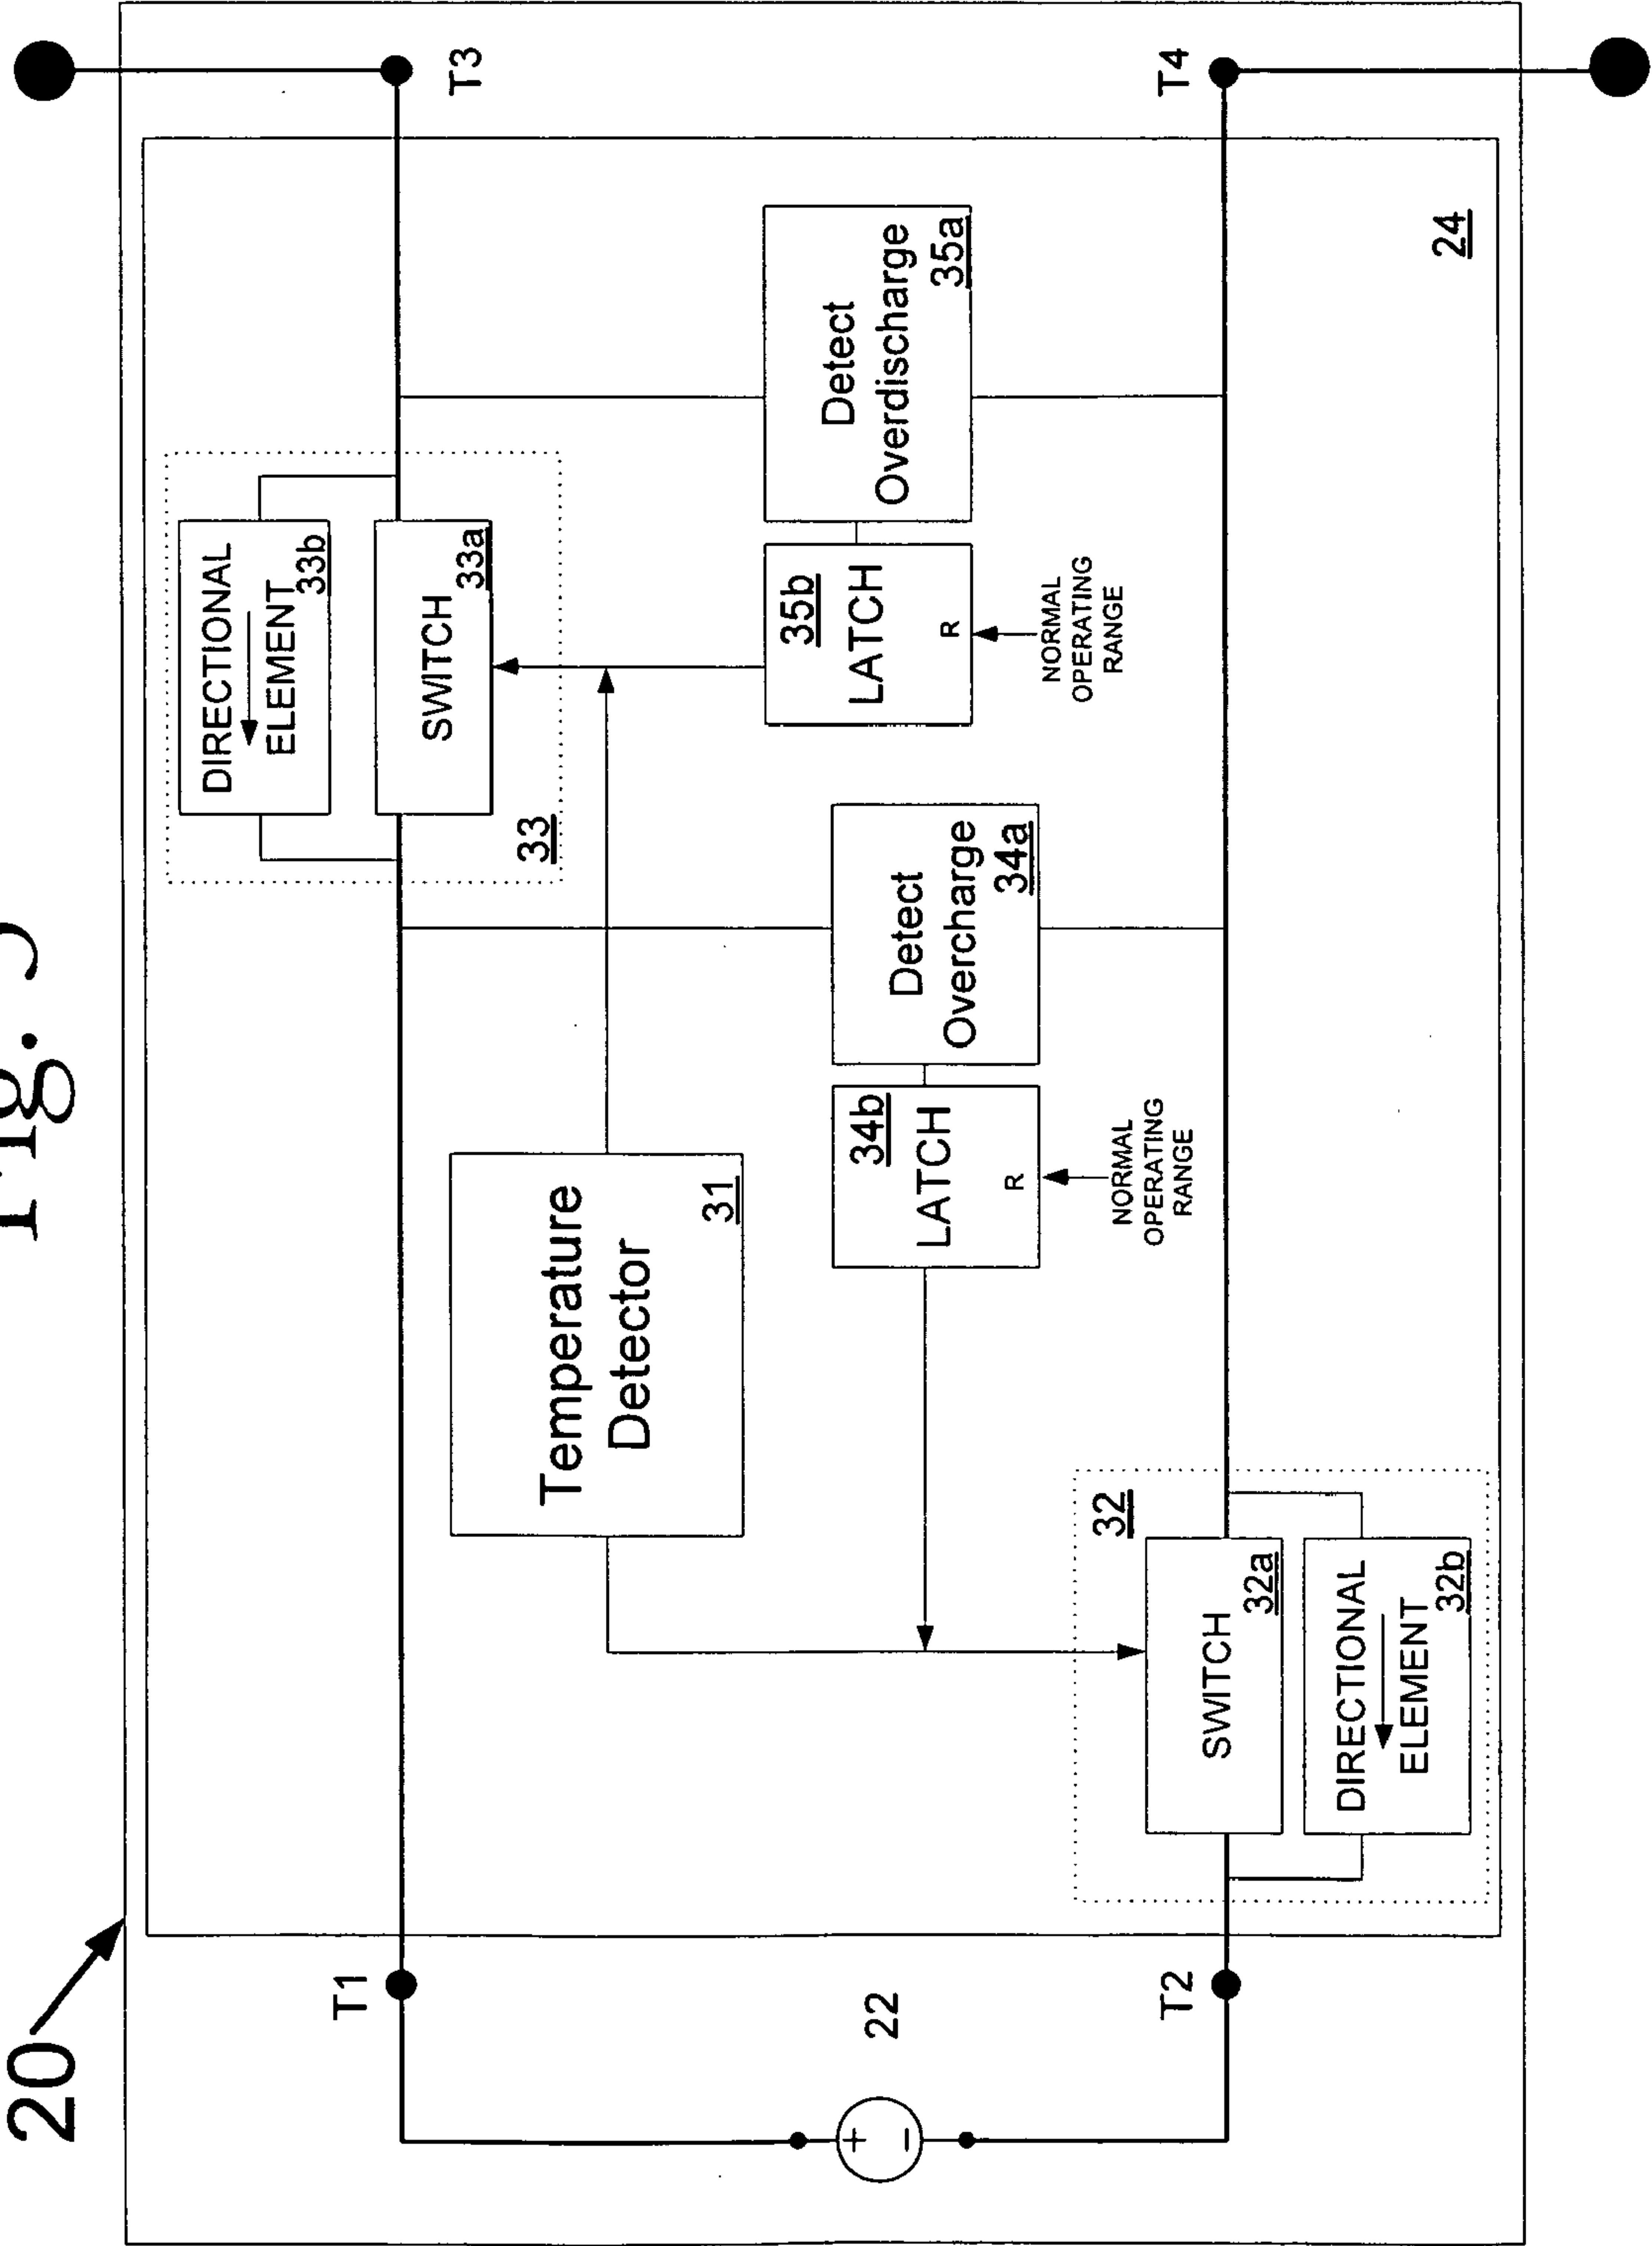 Fig. 3
20
T1
T3
DIRECTIONAL
ELEMENT
33b
SWITCH
33a
33
Temperature
Detector
31
35b
LATCH
R
NORMAL
OPERATING
RANGE
Detect
Overdischarge
35a
34b
LATCH
R
NORMAL
OPERATING
RANGE
Detect
Overcharge
34a
22
+
–
32
SWITCH
32a
DIRECTIONAL
ELEMENT
32b
T2
T4
24